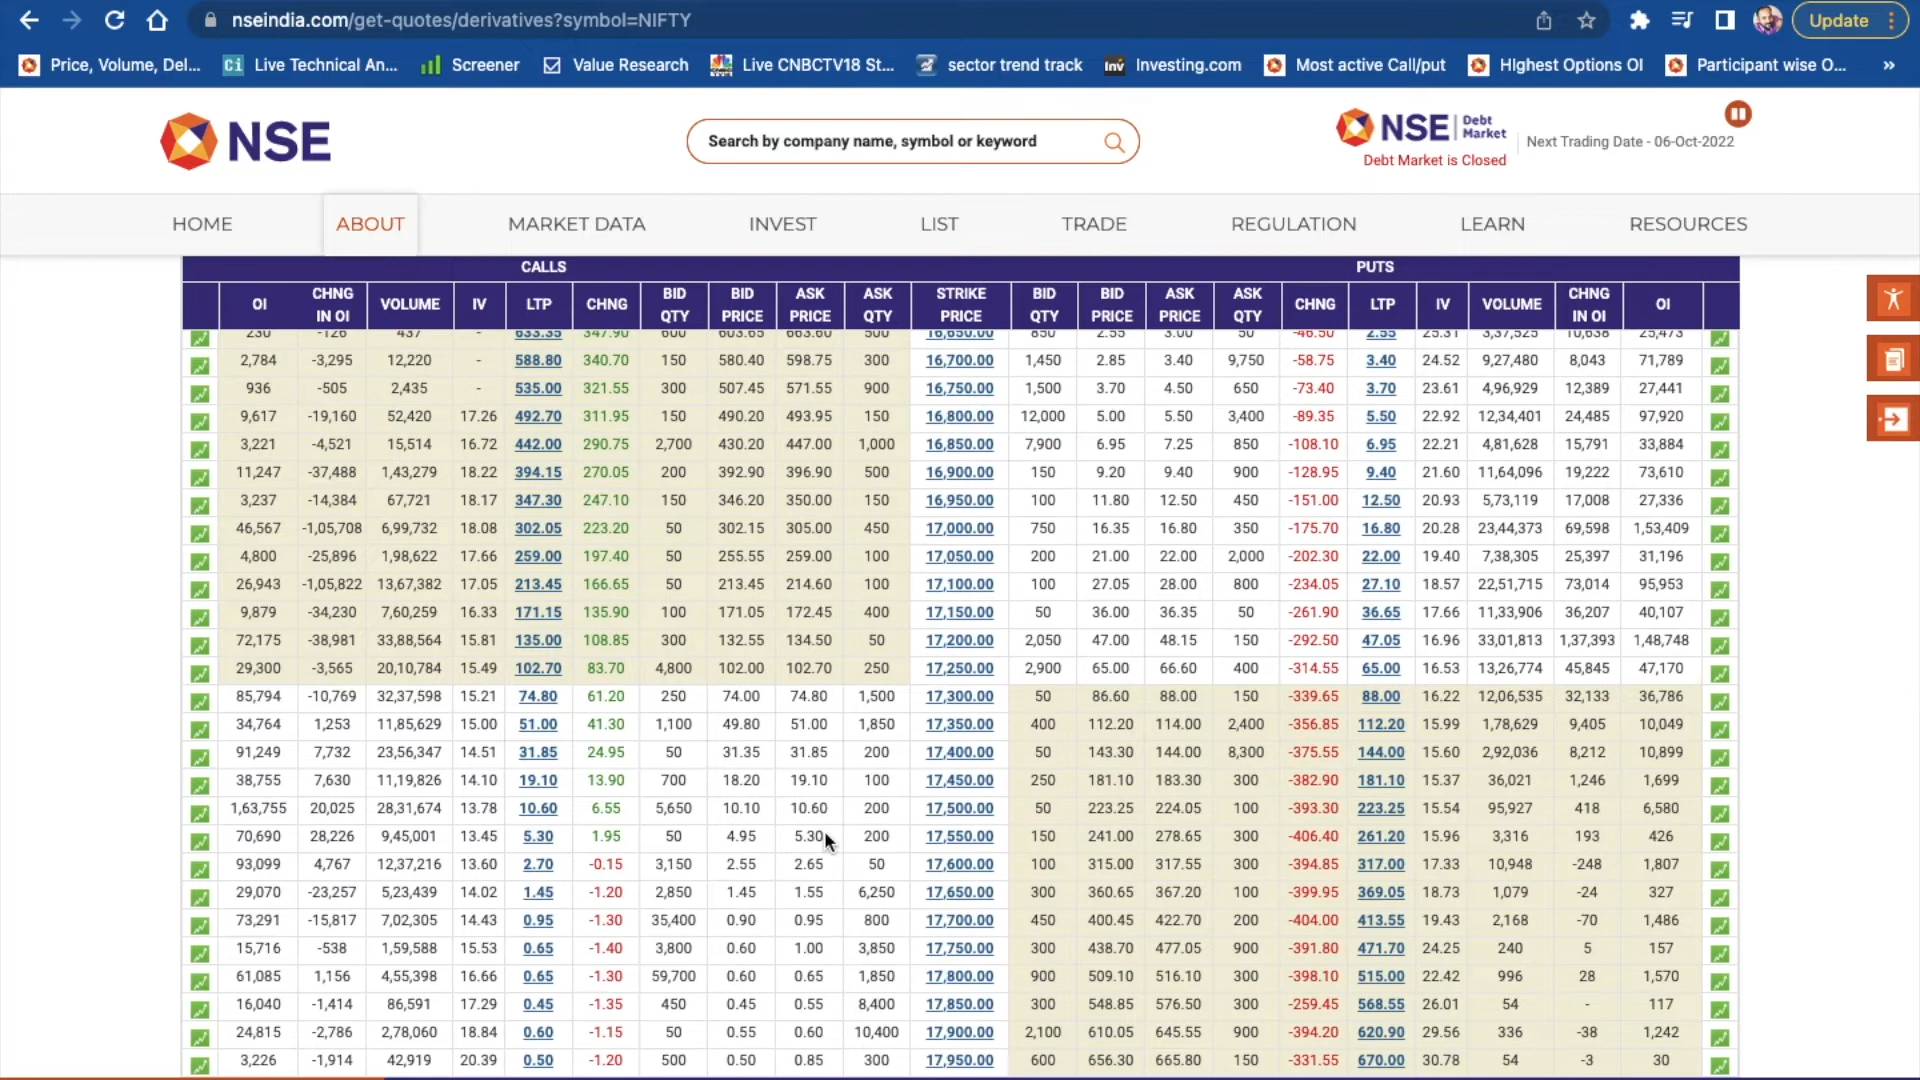 nseindia.com/get-quotes/derivatives?symbol=NIFTY
Update
Price, Volume, Del... Live Technical An... Screener Value Research Live CNBCTV18 St... sector trend track Investing.com Most active Call/put HIghest Options OI Participant wise O... »
NSE
Search by company name, symbol or keyword
NSE Debt Market
Debt Market is Closed
Next Trading Date - 06-Oct-2022
HOME ABOUT MARKET DATA INVEST LIST TRADE REGULATION LEARN RESOURCES
CALLS PUTS
OI CHNG IN OI VOLUME IV LTP CHNG BID QTY BID PRICE ASK PRICE ASK QTY STRIKE PRICE BID QTY BID PRICE ASK PRICE ASK QTY CHNG LTP IV VOLUME CHNG IN OI OI
230 -126 437 - 633.35 347.90 600 603.65 663.60 500 16,650.00 850 2.55 3.00 50 -46.50 2.55 25.31 3,37,525 10,638 25,473
2,784 -3,295 12,220 - 588.80 340.70 150 580.40 598.75 300 16,700.00 1,450 2.85 3.40 9,750 -58.75 3.40 24.52 9,27,480 8,043 71,789
936 -505 2,435 - 535.00 321.55 300 507.45 571.55 900 16,750.00 1,500 3.70 4.50 650 -73.40 3.70 23.61 4,96,929 12,389 27,441
9,617 -19,160 52,420 17.26 492.70 311.95 150 490.20 493.95 150 16,800.00 12,000 5.00 5.50 3,400 -89.35 5.50 22.92 12,34,401 24,485 97,920
3,221 -4,521 15,514 16.72 442.00 290.75 2,700 430.20 447.00 1,000 16,850.00 7,900 6.95 7.25 850 -108.10 6.95 22.21 4,81,628 15,791 33,884
11,247 -37,488 1,43,279 18.22 394.15 270.05 200 392.90 396.90 500 16,900.00 150 9.20 9.40 900 -128.95 9.40 21.60 11,64,096 19,222 73,610
3,237 -14,384 67,721 18.17 347.30 247.10 150 346.20 350.00 150 16,950.00 100 11.80 12.50 450 -151.00 12.50 20.93 5,73,119 17,008 27,336
46,567 -1,05,708 6,99,732 18.08 302.05 223.20 50 302.15 305.00 450 17,000.00 750 16.35 16.80 350 -175.70 16.80 20.28 23,44,373 69,598 1,53,409
4,800 -25,896 1,98,622 17.66 259.00 197.40 50 255.55 259.00 100 17,050.00 200 21.00 22.00 2,000 -202.30 22.00 19.40 7,38,305 25,397 31,196
26,943 -1,05,822 13,67,382 17.05 213.45 166.65 50 213.45 214.60 100 17,100.00 100 27.05 28.00 800 -234.05 27.10 18.57 22,51,715 73,014 95,953
9,879 -34,230 7,60,259 16.33 171.15 135.90 100 171.05 172.45 400 17,150.00 50 36.00 36.35 50 -261.90 36.65 17.66 11,33,906 36,207 40,107
72,175 -38,981 33,88,564 15.81 135.00 108.85 300 132.55 134.50 50 17,200.00 2,050 47.00 48.15 150 -292.50 47.05 16.96 33,01,813 1,37,393 1,48,748
29,300 -3,565 20,10,784 15.49 102.70 83.70 4,800 102.00 102.70 250 17,250.00 2,900 65.00 66.60 400 -314.55 65.00 16.53 13,26,774 45,845 47,170
85,794 -10,769 32,37,598 15.21 74.80 61.20 250 74.00 74.80 1,500 17,300.00 50 86.60 88.00 150 -339.65 88.00 16.22 12,06,535 32,133 36,786
34,764 1,253 11,85,629 15.00 51.00 41.30 1,100 49.80 51.00 1,850 17,350.00 400 112.20 114.00 2,400 -356.85 112.20 15.99 1,78,629 9,405 10,049
91,249 7,732 23,56,347 14.51 31.85 24.95 50 31.35 31.85 200 17,400.00 50 143.30 144.00 8,300 -375.55 144.00 15.60 2,92,036 8,212 10,899
38,755 7,630 11,19,826 14.10 19.10 13.90 700 18.20 19.10 100 17,450.00 250 181.10 183.30 300 -382.90 181.10 15.37 36,021 1,246 1,699
1,63,755 20,025 28,31,674 13.78 10.60 6.55 5,650 10.10 10.60 200 17,500.00 50 223.25 224.05 100 -393.30 223.25 15.54 95,927 418 6,580
70,690 28,226 9,45,001 13.45 5.30 1.95 50 4.95 5.30 200 17,550.00 150 241.00 278.65 300 -406.40 261.20 15.96 3,316 193 426
93,099 4,767 12,37,216 13.60 2.70 -0.15 3,150 2.55 2.65 50 17,600.00 100 315.00 317.55 300 -394.85 317.00 17.33 10,948 -248 1,807
29,070 -23,257 5,23,439 14.02 1.45 -1.20 2,850 1.45 1.55 6,250 17,650.00 300 360.65 367.20 100 -399.95 369.05 18.73 1,079 -24 327
73,291 -15,817 7,02,305 14.43 0.95 -1.30 35,400 0.90 0.95 800 17,700.00 450 400.45 422.70 200 -404.00 413.55 19.43 2,168 -70 1,486
15,716 -538 1,59,588 15.53 0.65 -1.40 3,800 0.60 1.00 3,850 17,750.00 300 438.70 477.05 900 -391.80 471.70 24.25 240 5 157
61,085 1,156 4,55,398 16.66 0.65 -1.30 59,700 0.60 0.65 1,850 17,800.00 900 509.10 516.10 300 -398.10 515.00 22.42 996 28 1,570
16,040 -1,414 86,591 17.29 0.45 -1.35 450 0.45 0.55 8,400 17,850.00 300 548.85 576.50 300 -259.45 568.55 26.01 54 - 117
24,815 -2,786 2,78,060 18.84 0.60 -1.15 50 0.55 0.60 10,400 17,900.00 2,100 610.05 645.55 900 -394.20 620.90 29.56 336 -38 1,242
3,226 -1,914 42,919 20.39 0.50 -1.20 500 0.50 0.85 300 17,950.00 600 656.30 665.80 150 -331.55 670.00 30.78 54 -3 30